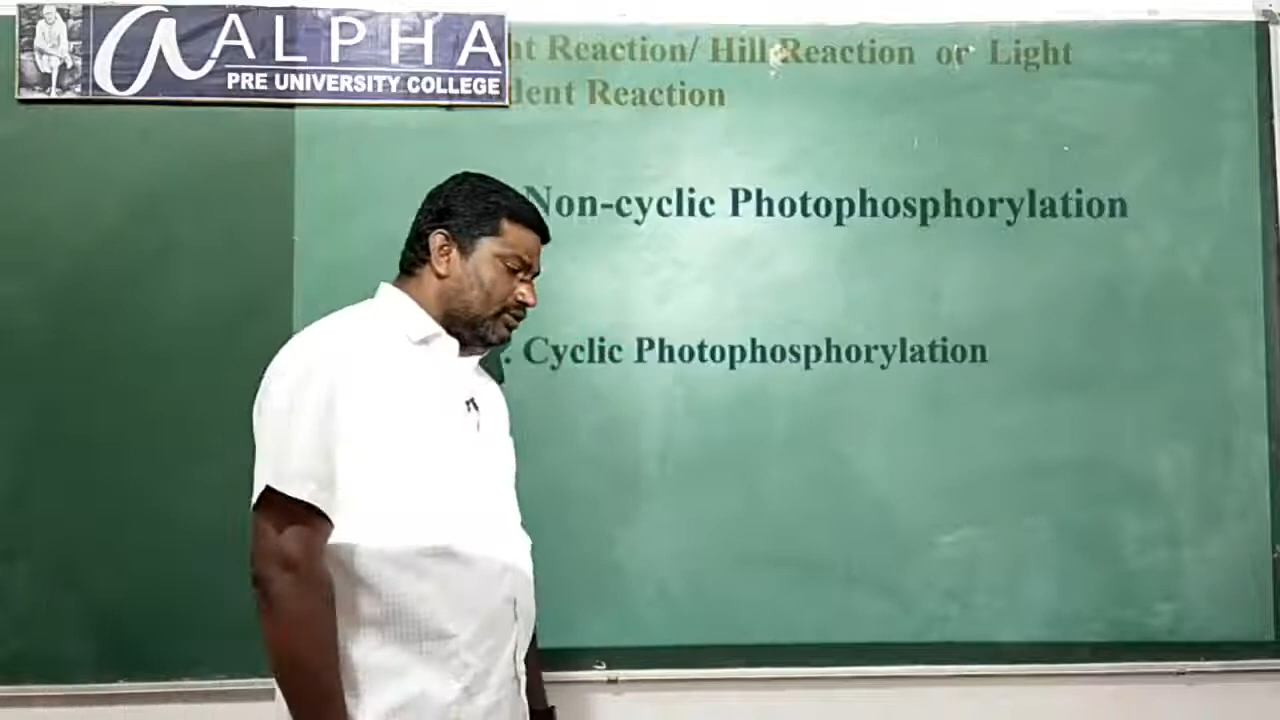 ALPHA
PRE UNIVERSITY COLLEGE
Reaction/ Hill Reaction or Light
Reaction
Non-cyclic Photophosphorylation
Cyclic Photophosphorylation